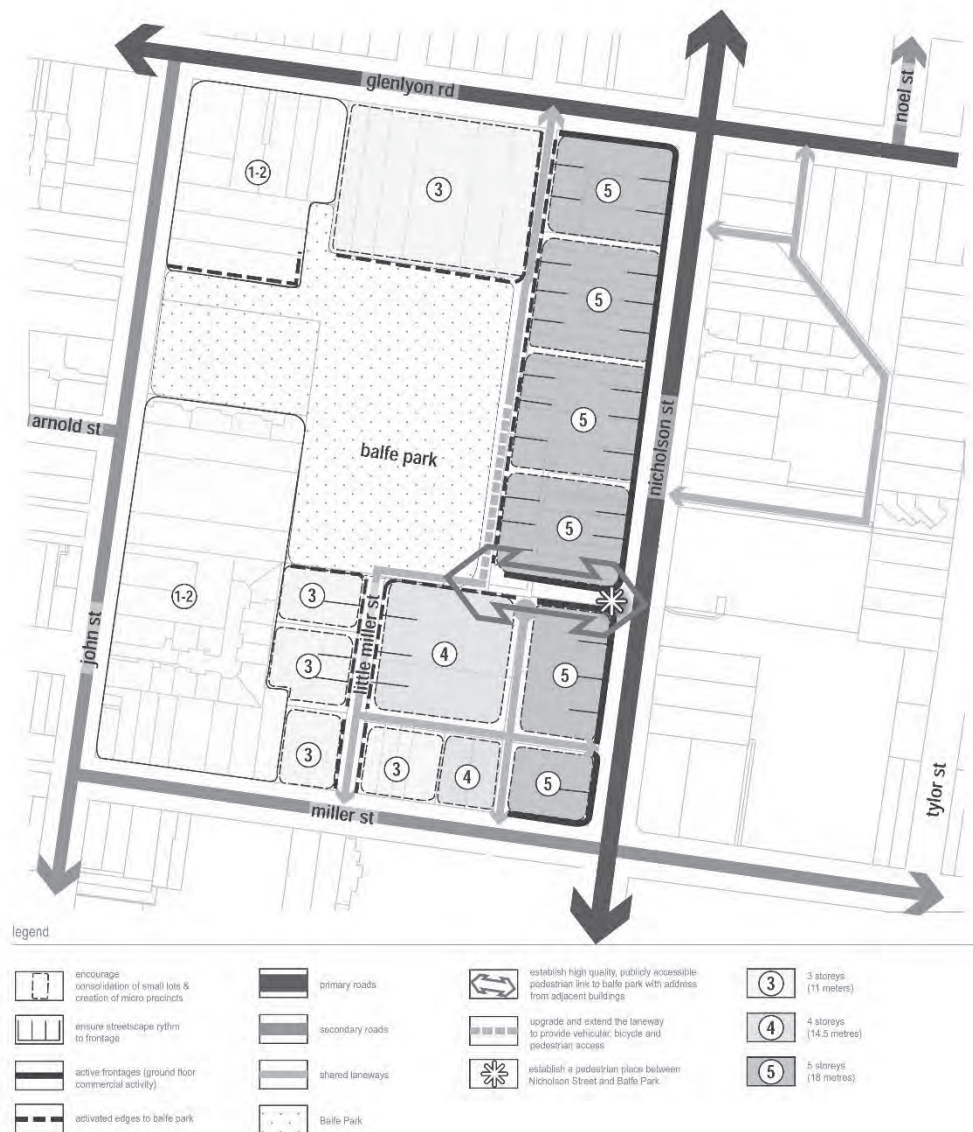 glenlyon rd
noel st
1-2
3
5
5
arnold st
balfe park
5
nicholson st
5
1-2
john st
3
little miller st
4
3
5
3
3
4
5
miller st
tylor st
legend
encourage
consolidation of small lots &
creation of micro precincts
ensure streetscape rythm
to frontage
active frontages (ground floor
commercial activity)
activated edges to balfe park
primary roads
secondary roads
shared laneways
Balfe Park
establish high quality, publicly accessible
pedestrian link to balfe park with address
from adjacent buildings
upgrade and extend the laneway
to provide vehicular, bicycle and
pedestrian access
establish a pedestrian place between
Nicholson Street and Balfe Park
3
3 storeys
(11 meters)
4
4 storeys
(14.5 metres)
5
5 storeys
(18 metres)